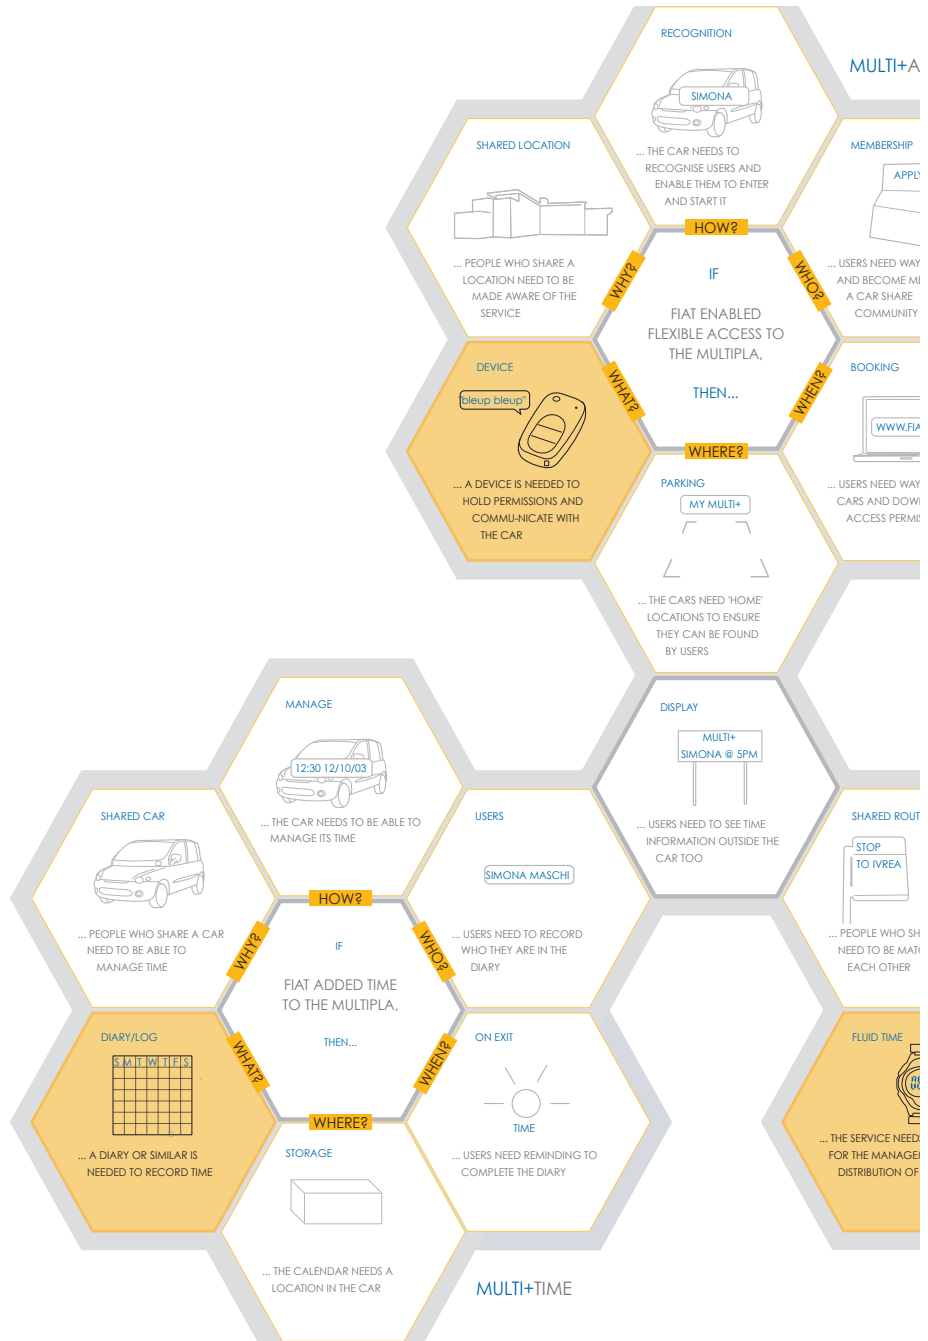 RECOGNITION
SIMONA
... THE CAR NEEDS TO
RECOGNISE USERS AND
ENABLE THEM TO ENTER
AND START IT
MULTI+A
SHARED LOCATION
... PEOPLE WHO SHARE A
LOCATION NEED TO BE
MADE AWARE OF THE
SERVICE
MEMBERSHIP
APPLY
... USERS NEED WAY
AND BECOME ME
A CAR SHARE
COMMUNITY
HOW?
WHY?
WHO?
IF
FIAT ENABLED
FLEXIBLE ACCESS TO
THE MULTIPLA,
THEN...
WHAT?
WHEN?
WHERE?
DEVICE
"bleup bleup"
... A DEVICE IS NEEDED TO
HOLD PERMISSIONS AND
COMMU-NICATE WITH
THE CAR
BOOKING
WWW.FIA
... USERS NEED WAY
CARS AND DOW
ACCESS PERMIS
PARKING
MY MULTI+
... THE CARS NEED 'HOME'
LOCATIONS TO ENSURE
THEY CAN BE FOUND
BY USERS
DISPLAY
MULTI+
SIMONA @ 5PM
... USERS NEED TO SEE TIME
INFORMATION OUTSIDE THE
CAR TOO
MANAGE
12:30 12/10/03
... THE CAR NEEDS TO BE ABLE TO
MANAGE ITS TIME
SHARED CAR
... PEOPLE WHO SHARE A CAR
NEED TO BE ABLE TO
MANAGE TIME
USERS
SIMONA MASCHI
... USERS NEED TO RECORD
WHO THEY ARE IN THE
DIARY
SHARED ROUT
STOP
TO IVREA
... PEOPLE WHO SH
NEED TO BE MATC
EACH OTHER
HOW?
WHY?
WHO?
IF
FIAT ADDED TIME
TO THE MULTIPLA,
THEN...
WHAT?
WHEN?
WHERE?
DIARY/LOG
S M T W T F S
... A DIARY OR SIMILAR IS
NEEDED TO RECORD TIME
ON EXIT
TIME
... USERS NEED REMINDING TO
COMPLETE THE DIARY
FLUID TIME
... THE SERVICE NEEDS
FOR THE MANAGEM
DISTRIBUTION OF
STORAGE
... THE CALENDAR NEEDS A
LOCATION IN THE CAR
MULTI+TIME